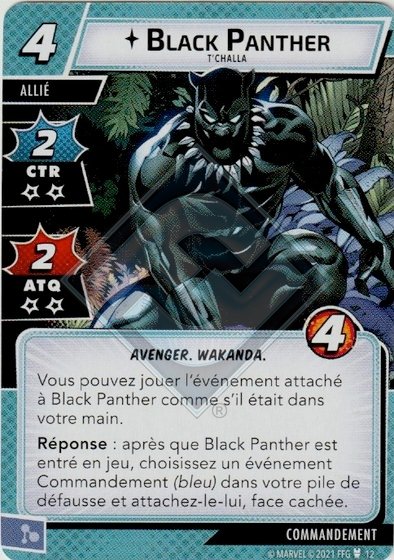 4
BLACK PANTHER
T'CHALLA
ALLIÉ
2
CTR
2
ATQ
4
AVENGER. WAKANDA.
Vous pouvez jouer l'événement attaché
à Black Panther comme s'il était dans
votre main.
Réponse : après que Black Panther est
entré en jeu, choisissez un événement
Commandement (bleu) dans votre pile de
défausse et attachez-le-lui, face cachée.
COMMANDEMENT
© MARVEL © 2021 FFG 12